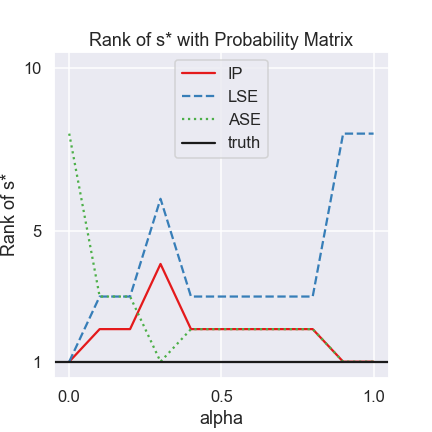 Rank of s* with Probability Matrix
10
5
1
Rank of s*
IP
LSE
ASE
truth
0.0
0.5
1.0
alpha